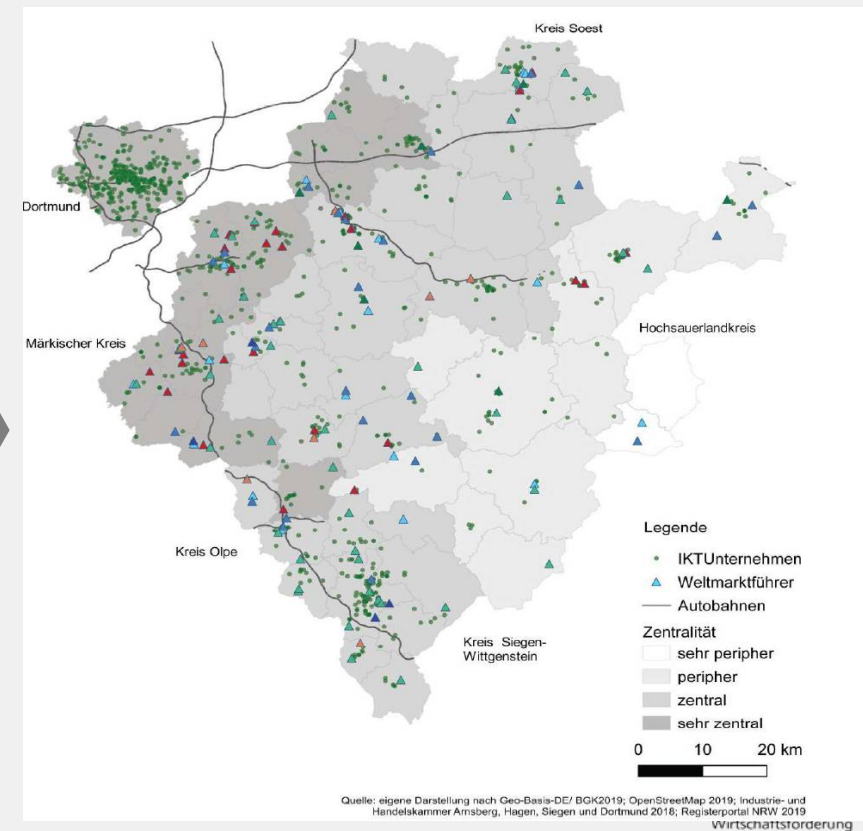 Kreis Soest
Dortmund
Märkischer Kreis
Hochsauerlandkreis
Kreis Olpe
Kreis Siegen-
Wittgenstein
Legende
IKTUnternehmen
Weltmarktführer
Autobahnen
Zentralität
sehr peripher
peripher
zentral
sehr zentral
0 10 20 km
Quelle: eigene Darstellung nach Geo-Basis-DE/ BGK2019; OpenStreetMap 2019; Industrie- und
Handelskammer Arnsberg, Hagen, Siegen und Dortmund 2018; Registerportal NRW 2019
Wirtschaftsförderung